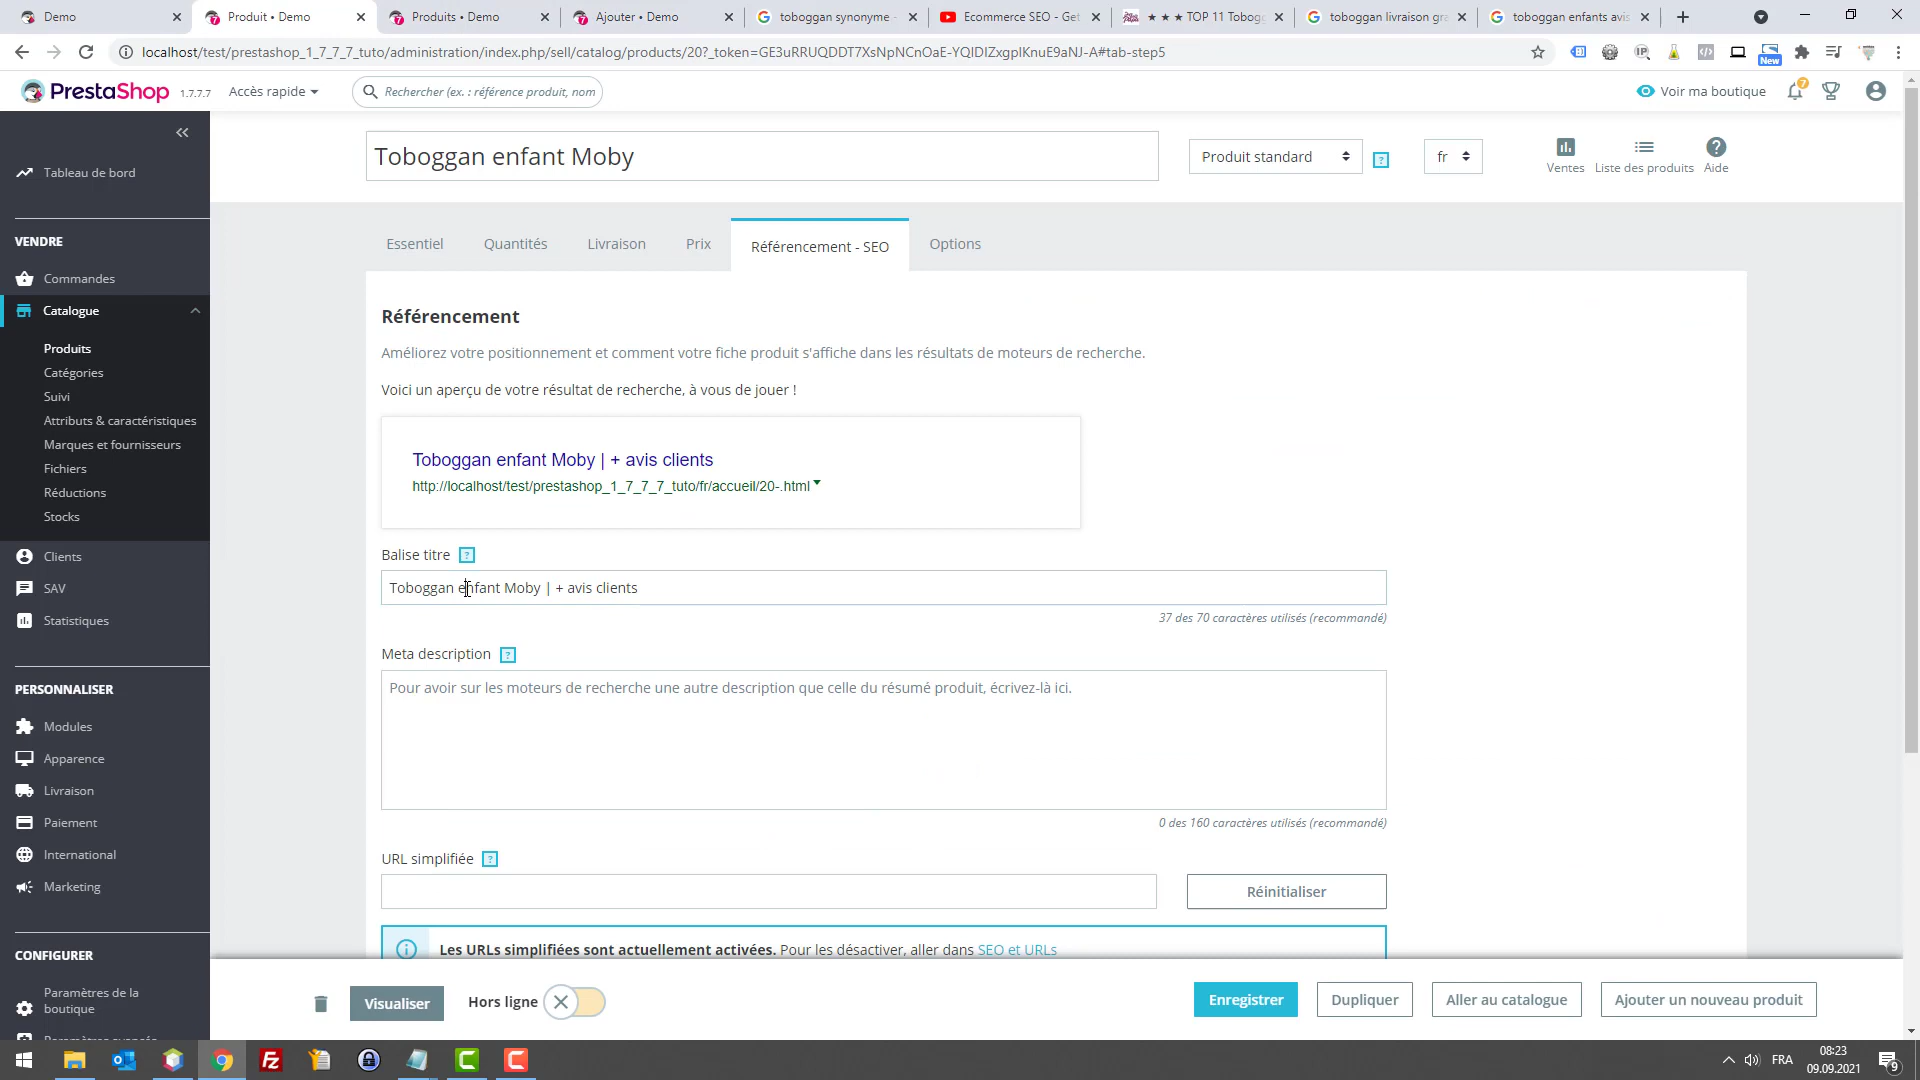 Demo
Produit • Demo
Produits • Demo
Ajouter • Demo
toboggan synonyme -
Ecommerce SEO - Get
★ ★ ★ TOP 11 Tobogg
toboggan livraison gra
toboggan enfants avis
localhost/test/prestashop_1_7_7_7_tuto/administration/index.php/sell/catalog/products/20?_token=GE3uRRUQDDT7XsNpNCnOaE-YQIDIZxgplKnuE9aNJ-A#tab-step5
New
PrestaShop 1.7.7.7
Accès rapide
Rechercher (ex. : référence produit, nom
Voir ma boutique
7
Toboggan enfant Moby
Produit standard
?
fr
Ventes
Liste des produits
Aide
Tableau de bord
VENDRE
Commandes
Catalogue
Produits
Catégories
Suivi
Attributs & caractéristiques
Marques et fournisseurs
Fichiers
Réductions
Stocks
Clients
SAV
Statistiques
PERSONNALISER
Modules
Apparence
Livraison
Paiement
International
Marketing
CONFIGURER
Paramètres de la
boutique
Essentiel
Quantités
Livraison
Prix
Référencement - SEO
Options
Référencement
Améliorez votre positionnement et comment votre fiche produit s'affiche dans les résultats de moteurs de recherche.
Voici un aperçu de votre résultat de recherche, à vous de jouer !
Toboggan enfant Moby | + avis clients
http://localhost/test/prestashop_1_7_7_7_tuto/fr/accueil/20-.html
Balise titre ?
Toboggan enfant Moby | + avis clients
37 des 70 caractères utilisés (recommandé)
Meta description ?
Pour avoir sur les moteurs de recherche une autre description que celle du résumé produit, écrivez-là ici.
0 des 160 caractères utilisés (recommandé)
URL simplifiée ?
Réinitialiser
Les URLs simplifiées sont actuellement activées. Pour les désactiver, aller dans SEO et URLs
Visualiser
Hors ligne
Enregistrer
Dupliquer
Aller au catalogue
Ajouter un nouveau produit
FRA
08:23
09.09.2021
9